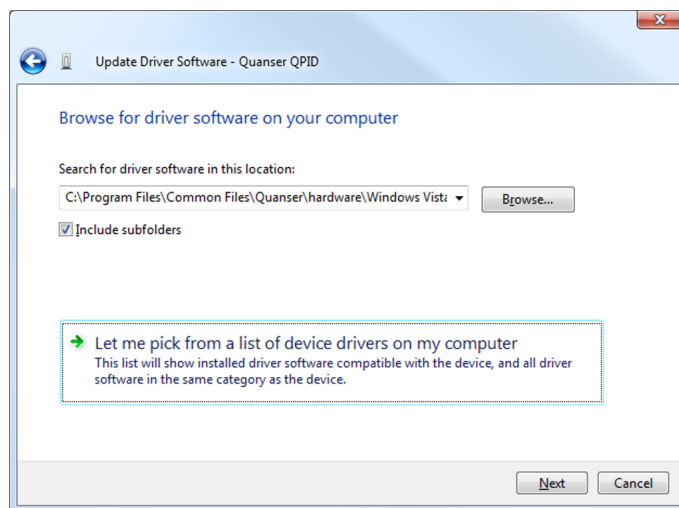 Update Driver Software - Quanser QPID
Browse for driver software on your computer
Search for driver software in this location:
C:\Program Files\Common Files\Quanser\hardware\Windows Vista
Browse...
Include subfolders
Let me pick from a list of device drivers on my computer
This list will show installed driver software compatible with the device, and all driver
software in the same category as the device.
Next
Cancel